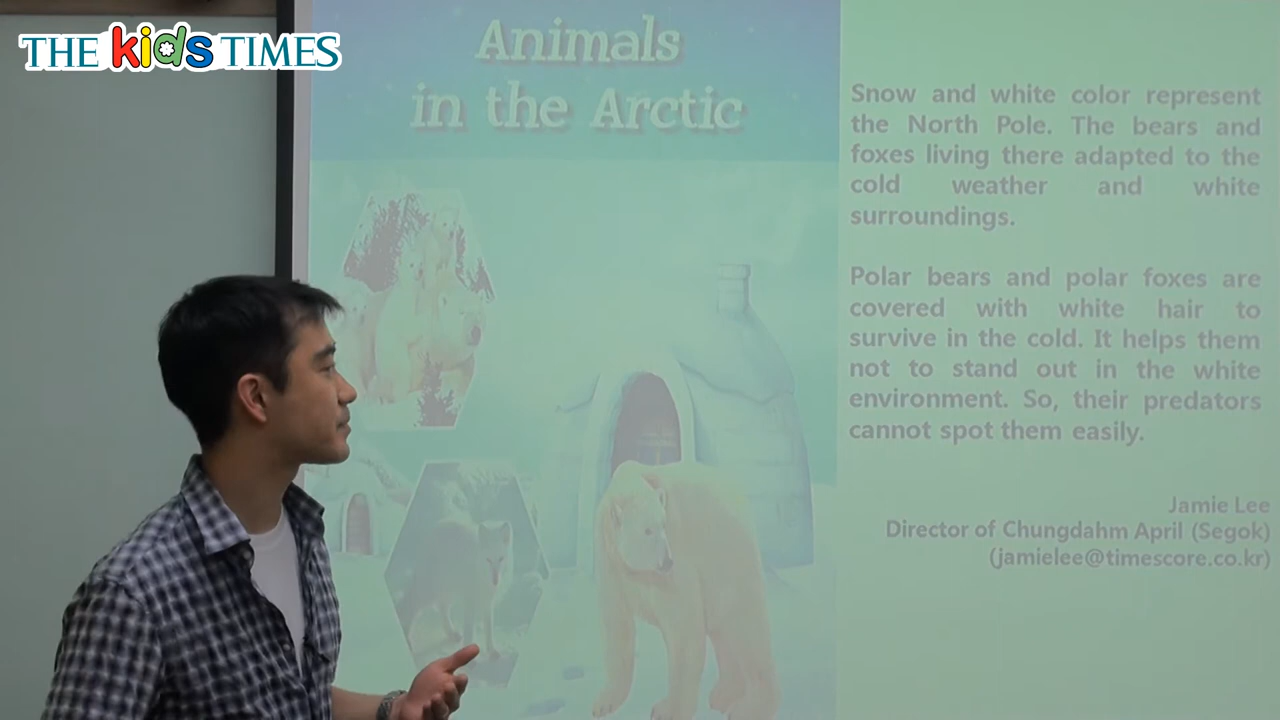 THE kids TIMES
Animals
in the Arctic
Snow and white color represent
the North Pole. The bears and
foxes living there adapted to the
cold weather and white
surroundings.
Polar bears and polar foxes are
covered with white hair to
survive in the cold. It helps them
not to stand out in the white
environment. So, their predators
cannot spot them easily.
Jamie Lee
Director of Chungdahm April (Segok)
(jamielee@timescore.co.kr)